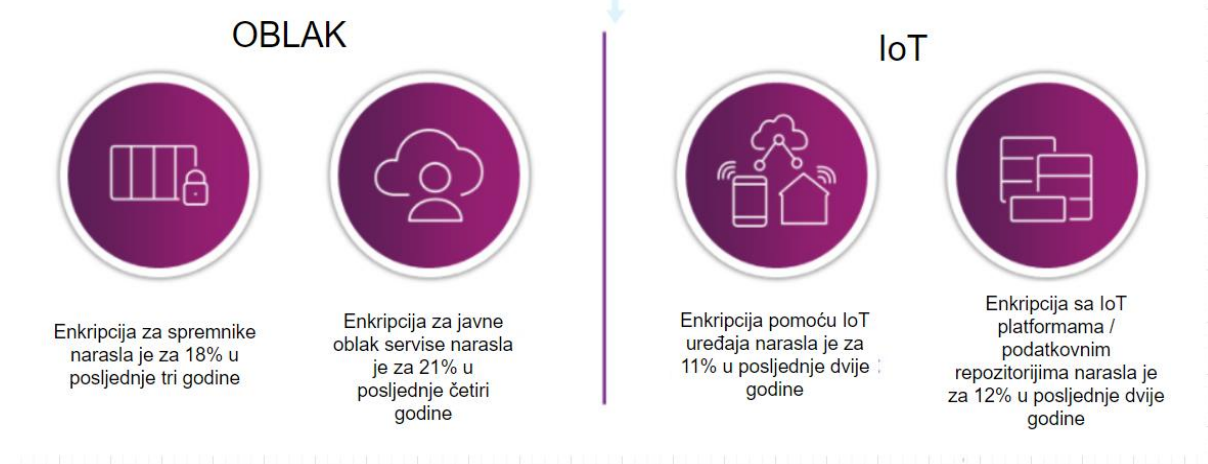 OBLAK
Enkripcija za spremnike
narasla je za 18% u
posljednje tri godine
Enkripcija za javne
oblak servise narasla
je za 21% u
posljednje četiri
godine
IoT
Enkripcija pomoću IoT
uređaja narasla je za
11% u posljednje dvije
godine
Enkripcija sa IoT
platformama /
podatkovnim
repozitorijima narasla je
za 12% u posljednje dvije
godine